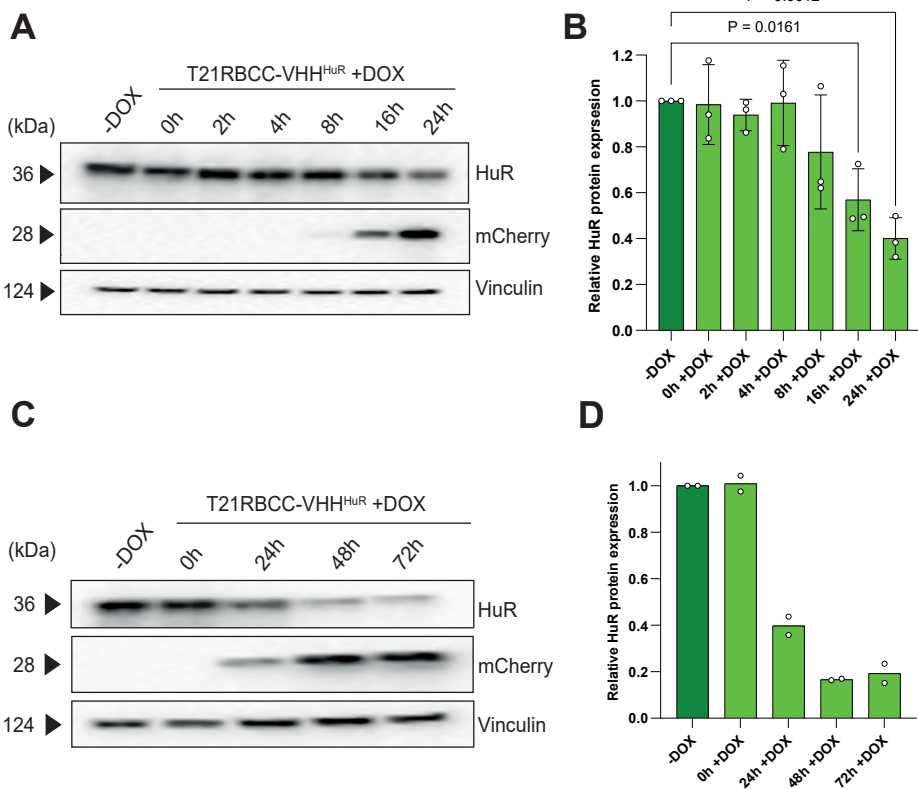 A
T21RBCC-VHHHuR +DOX
(kDa)
-DOX
0h
2h
4h
8h
16h
24h
36
HuR
28
mCherry
124
Vinculin
B
P = 0.0161
Relative HuR protein exprsesion
1.2
1.0
0.8
0.6
0.4
0.2
0.0
-DOX
0h +DOX
2h +DOX
4h +DOX
8h +DOX
16h +DOX
24h +DOX
C
T21RBCC-VHHHuR +DOX
(kDa)
-DOX
0h
24h
48h
72h
36
HuR
28
mCherry
124
Vinculin
D
Relative HuR protein expression
1.0
0.8
0.6
0.4
0.2
0.0
-DOX
0h +DOX
24h +DOX
48h +DOX
72h +DOX